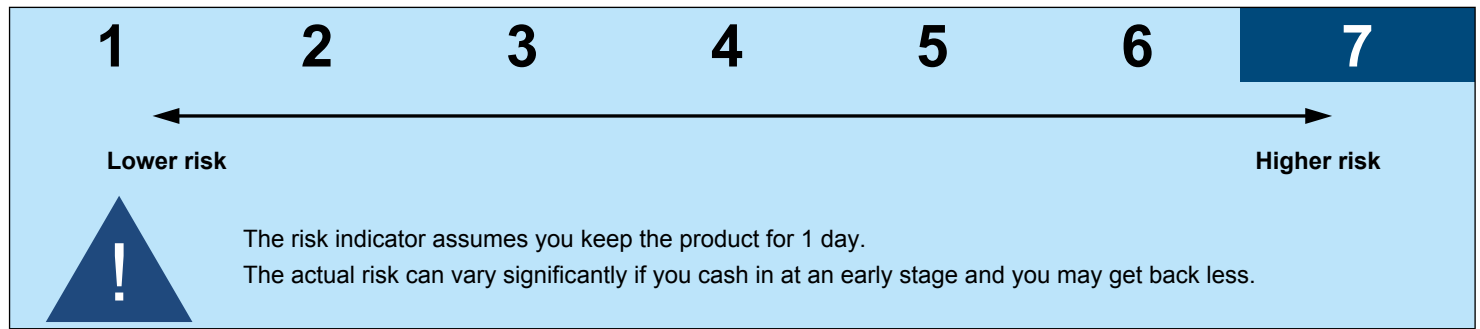 1 2 3 4 5 6 7
Lower risk Higher risk
!
The risk indicator assumes you keep the product for 1 day.
The actual risk can vary significantly if you cash in at an early stage and you may get back less.